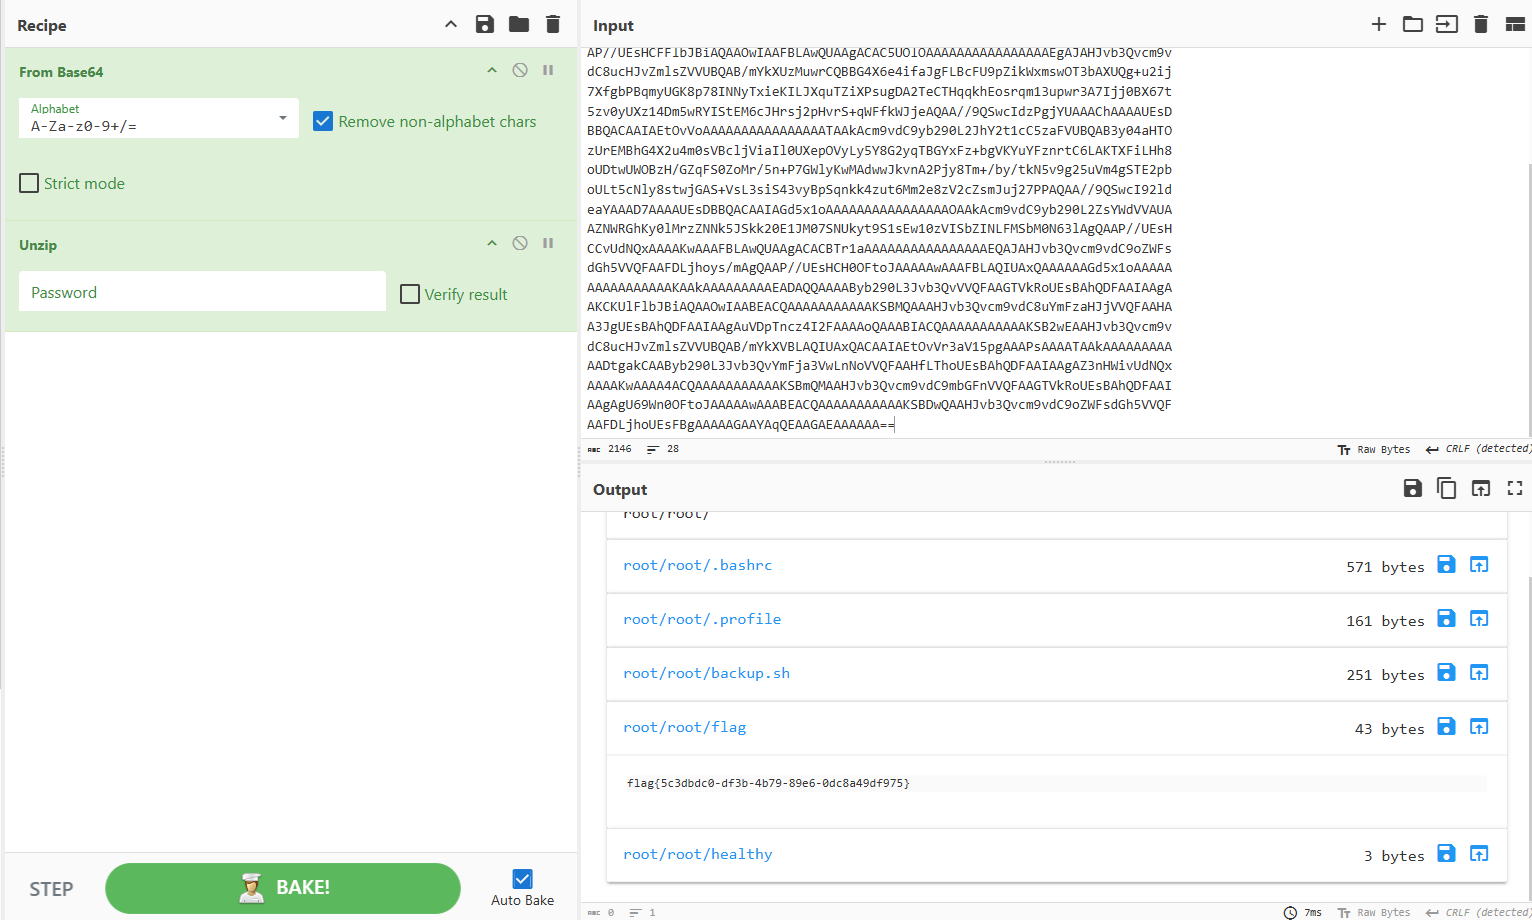 Recipe
From Base64
Alphabet
A-Za-z0-9+/=
Remove non-alphabet chars
Strict mode
Unzip
Password
Verify result
STEP
BAKE!
Auto Bake
Input
AP//UEsHCFFlbJBiAQAAOwIAAFBLAwQUAAgACAC5UOlOAAAAAAAAAAAAAAAAEgAJAHJvb3Qvcm9v
dC8ucHJvZmlsZVVUBQAB/mYkXUzMuwrCQBBG4X6e4ifaJgFLBcFU9pZikWxmswOT3bAXUQg+u2ij
7XfgbPBqmyUGK8p78INNyTxieKILJXquTZiXPsugDA2TeCTHqqkhEosrqm13upwr3A7Ijj0BX67t
5zv0yUXz14Dm5wRYIStEM6cJHrsj2pHvrS+qWFfkWJjeAQAA//9QSwcIdzPgjYUAAAChAAAAUEsD
BBQACAAIAEtOvVoAAAAAAAAAAAAAAAATAAkAcm9vdC9yb290L2JhY2t1cC5zaFVUBQAB3y04aHTO
zUrEMBhG4X2u4m0sVBcljViaIl0UXepOVyLy5Y8G2yqTBGYxFz+bgVKYuYFznrtC6LAKTXFiLHh8
oUDtwUWOBzH/GZqFS0ZoMr/5n+P7GWlyKwMAdwwJkvnA2Pjy8Tm+/by/tkN5v9g25uVm4gSTE2pb
oULt5cNly8stwjGAS+VsL3siS43vyBpSqnkk4zut6Mm2e8zV2cZsmJuj27PPAQAA//9QSwcI92ld
eaYAAAD7AAAAUEsDBBQACAAIAGd5x1oAAAAAAAAAAAAAAAAOAAkAcm9vdC9yb290L2ZsYWdVVAUA
AZNWRGhKy0lMrzZNNk5JSkk20E1JM07SNUkyt9S1sEw10zVISbZINLFMSbM0N63lAgQAAP//UEsH
CCvUdNQxAAAAKwAAAFBLAwQUAAgACACBTr1aAAAAAAAAAAAAAAAAEQAJAHJvb3Qvcm9vdC9oZWFs
dGh5VVQFAAFDLjhoys/mAgQAAP//UEsHCH0OFtoJAAAAAwAAAFBLAQIUAxQAAAAAAGd5x1oAAAAA
AAAAAAAAAAAKAAkAAAAAAAAAEADAQQAAAAByb290L3Jvb3QvVVQFAAGTVkRoUEsBAhQDFAAIAAgA
AKCKUlFlbJBiAQAAOwIAABEACQAAAAAAAAAAAKSBMQAAAHJvb3Qvcm9vdC8uYmFzaHJjVVQFAAHA
A3JgUEsBAhQDFAAIAAgAuVDpTncz4I2FAAAAoQAAABIACQAAAAAAAAAAAKSB2wEAAHJvb3Qvcm9v
dC8ucHJvZmlsZVVUBQAB/mYkXVBLAQIUAxQACAAIAEtOvVr3aV15pgAAAPsAAAATAAkAAAAAAAAA
AADtgakCAAByb290L3Jvb3QvYmFja3VwLnNoVVQFAAHfLThoUEsBAhQDFAAIAAgAZ3nHWivUdNQx
AAAAKwAAAA4ACQAAAAAAAAAAAKSBmQMAAHJvb3Qvcm9vdC9mbGFnVVQFAAGTVkRoUEsBAhQDFAAI
AAgAgU69Wn0OFtoJAAAAAwAAABEACQAAAAAAAAAAAKSBDwQAAHJvb3Qvcm9vdC9oZWFsdGh5VVQF
AAFDLjhoUEsFBgAAAAAGAAYAqQEAAGAEAAAAAA==
2146 28 Raw Bytes CRLF (detected)
Output
root/root/
root/root/.bashrc 571 bytes
root/root/.profile 161 bytes
root/root/backup.sh 251 bytes
root/root/flag 43 bytes
flag{5c3dbdc0-df3b-4b79-89e6-0dc8a49df975}
root/root/healthy 3 bytes
0 1 7ms Raw Bytes CRLF (detected)